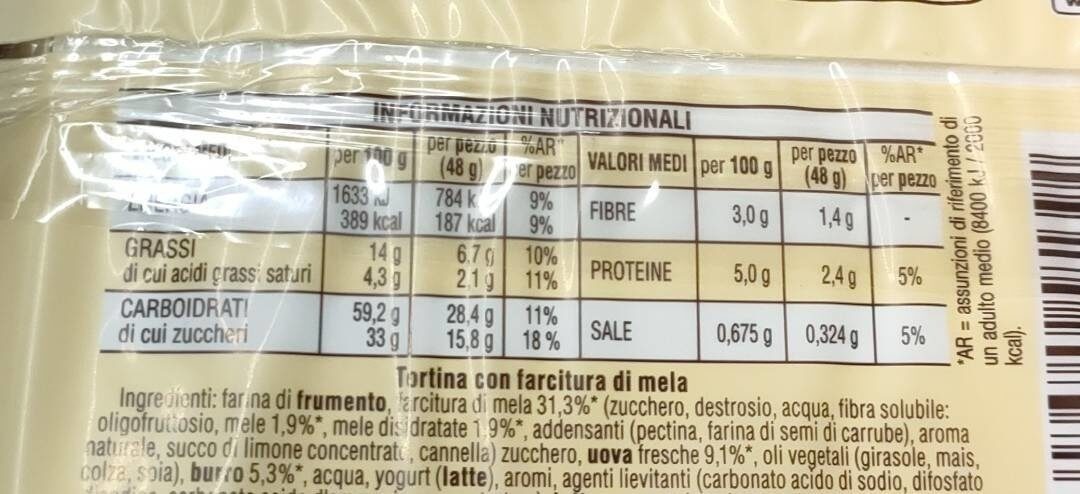 INFORMAZIONI NUTRIZIONALI
per 100 g per pezzo (48 g) %AR* per pezzo
1633 kJ 784 k 9%
389 kcal 187 kcal 9%
GRASSI 14 g 6,7 g 10%
di cui acidi grassi saturi 4,3 g 2,1 g 11%
CARBOIDRATI 59,2 g 28,4 g 11%
di cui zuccheri 33 g 15,8 g 18 %
VALORI MEDI per 100 g per pezzo (48 g) %AR* per pezzo
FIBRE 3,0 g 1,4 g -
PROTEINE 5,0 g 2,4 g 5%
SALE 0,675 g 0,324 g 5%
*AR = assunzioni di riferimento di
un adulto medio (8400 kJ / 2000
kcal).
Tortina con farcitura di mela
Ingredienti: farina di frumento, farcitura di mela 31,3%* (zucchero, destrosio, acqua, fibra solubile:
oligofruttosio, mele 1,9%*, mele disidratate 1,9%*, addensanti (pectina, farina di semi di carrube), aroma
naturale, succo di limone concentrato, cannella) zucchero, uova fresche 9,1%*, oli vegetali (girasole, mais,
colza, soia), burro 5,3%*, acqua, yogurt (latte), aromi, agenti lievitanti (carbonato acido di sodio, difosfato